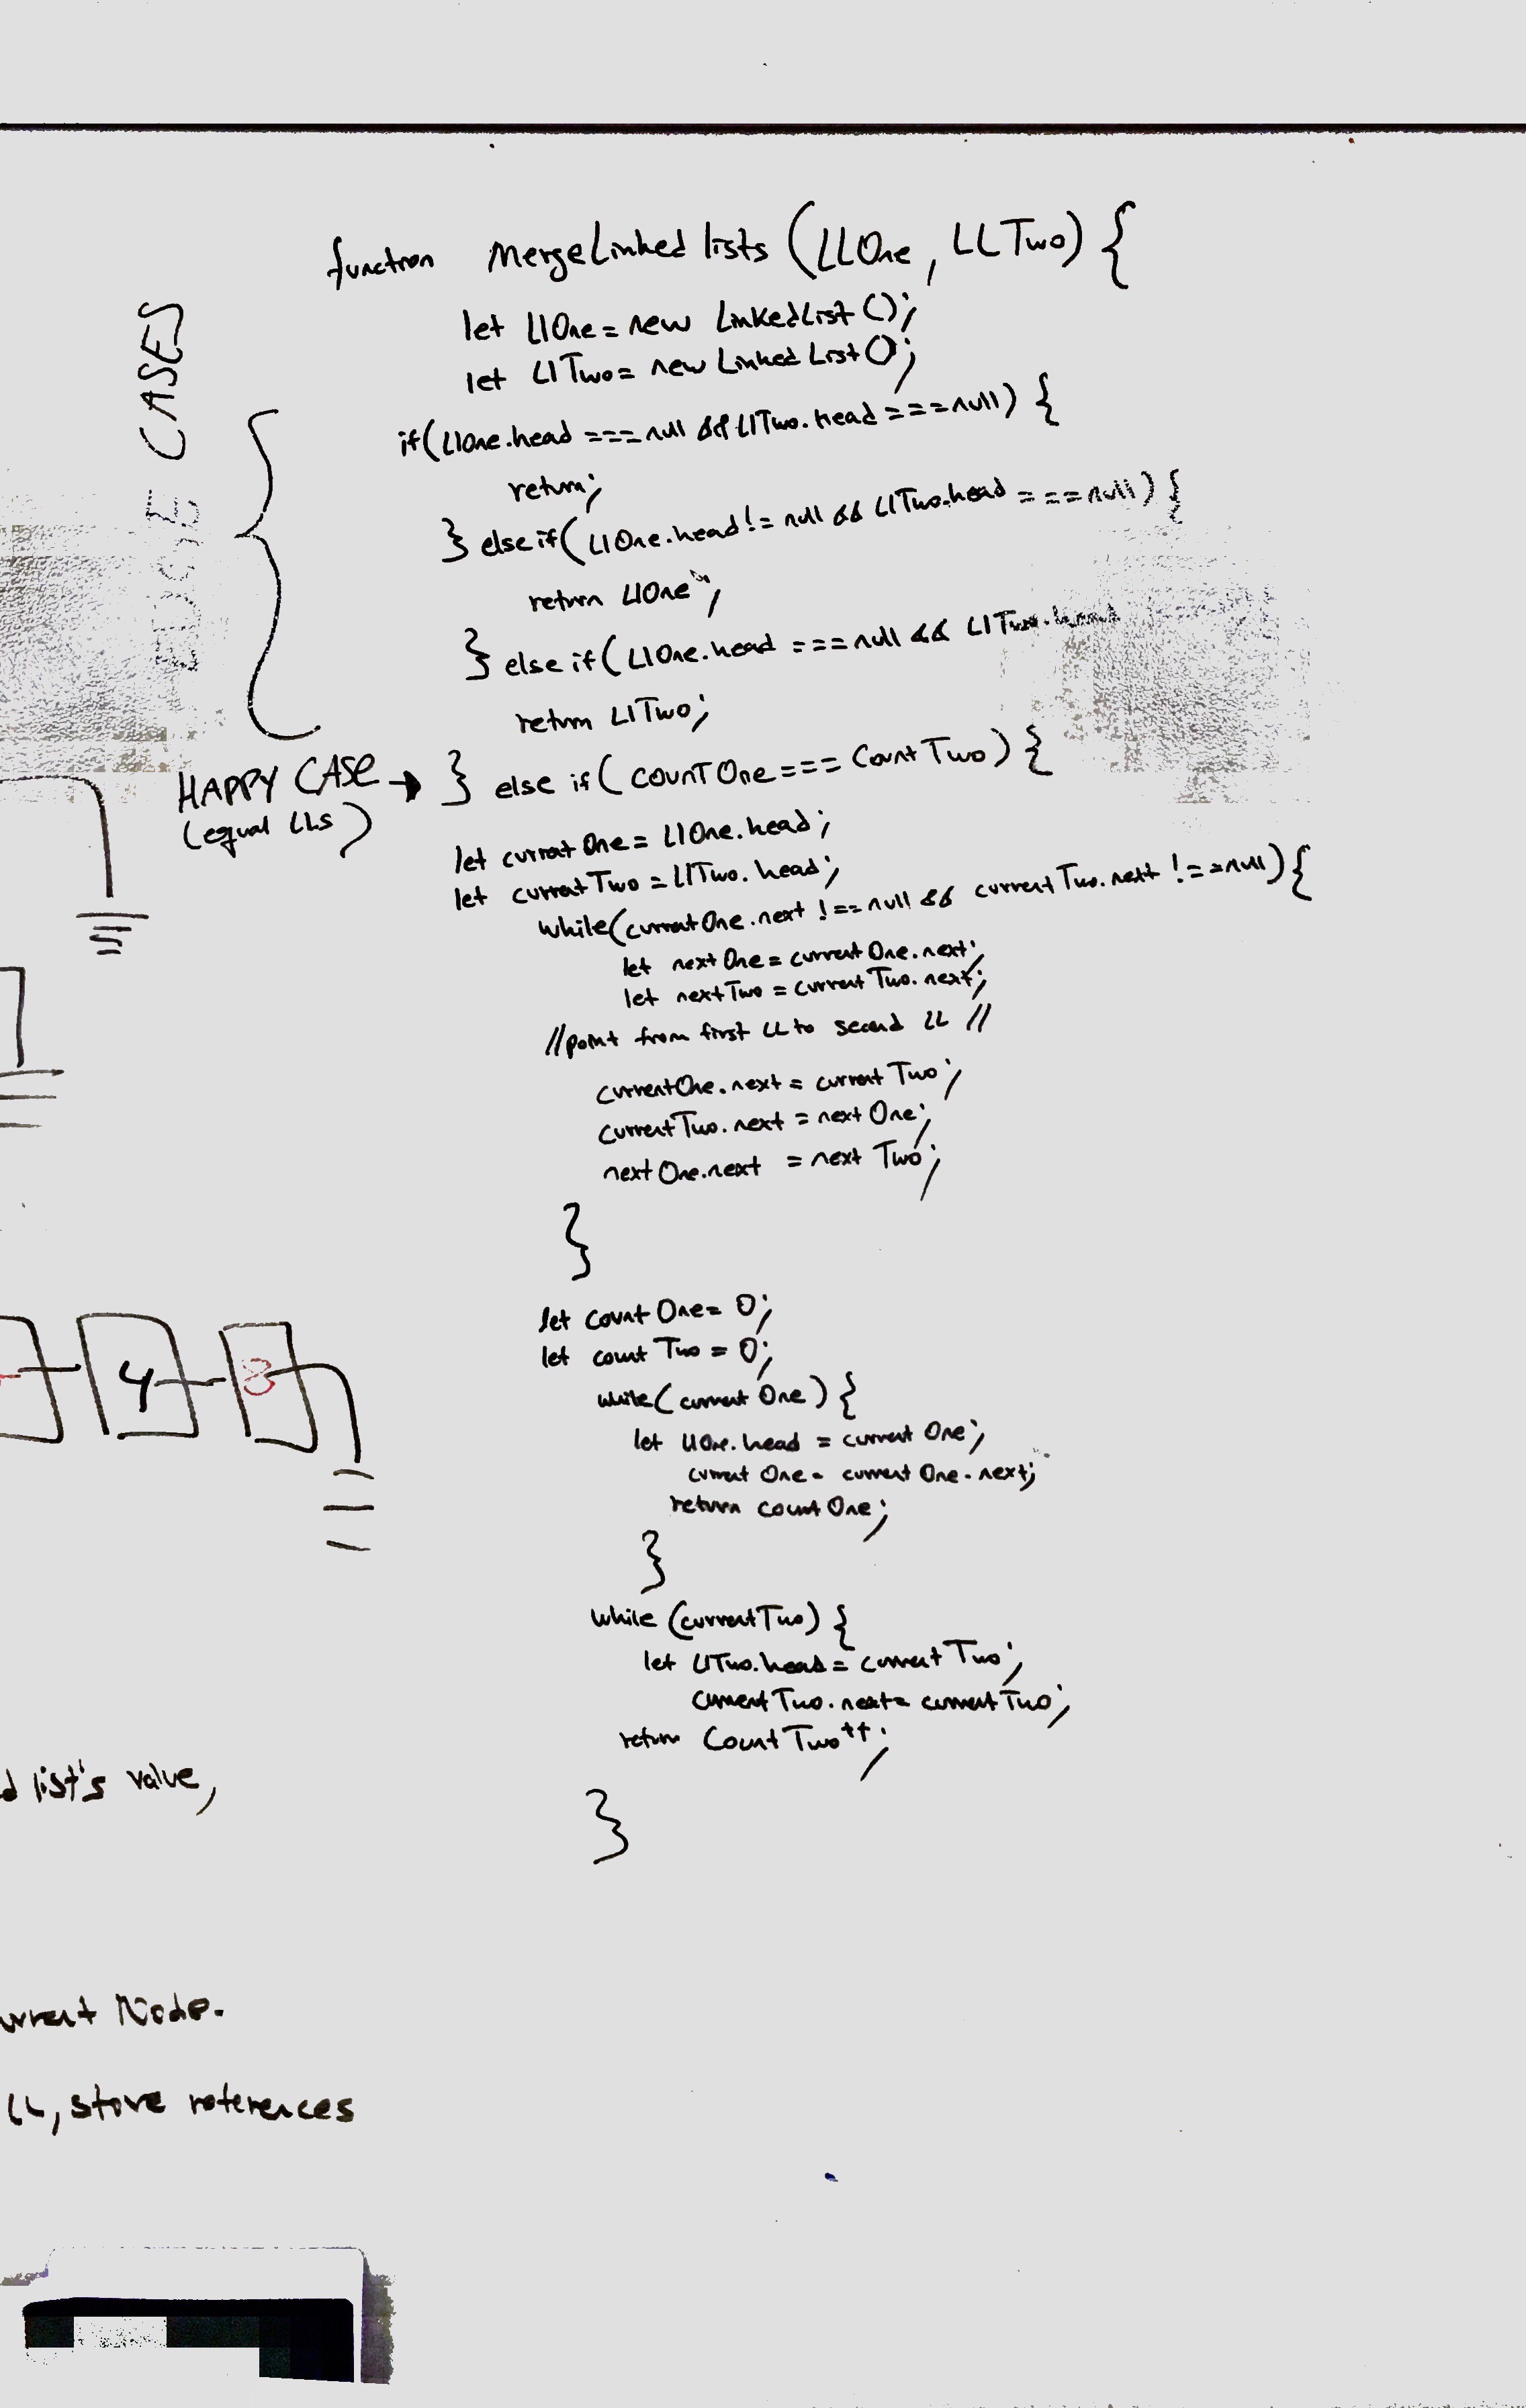 function mergeLinkedLists (LLOne, LLTwo) {
let LlOne = new LinkedList ();
let LlTwo = new LinkedList ();
EDGE CASES
if(LlOne.head === null && LlTwo.head === null) {
return;
} else if( LlOne.head != null && LlTwo.head === null) {
return LlOne;
} else if( LlOne.head === null && LlTwo.head
return LlTwo;
HAPPY CASE → } else if( COUNTOne === CountTwo) {
(equal LLs)
let currentOne = LlOne.head;
let currentTwo = LlTwo.head;
while(currentOne.next !== null && currentTwo.next !== null) {
let nextOne = currentOne.next;
let nextTwo = currentTwo.next;
//point from first LL to second LL //
currentOne.next = currentTwo;
currentTwo.next = nextOne;
nextOne.next = nextTwo;
}
let countOne = 0;
let countTwo = 0;
4 8
while( currentOne ) {
let LlOne.head = currentOne;
currentOne = currentOne.next;
return countOne;
}
while (currentTwo) {
let LlTwo.head = currentTwo;
currentTwo.next = currentTwo;
return CountTwo++;
list's value,
}
Node.
LL, store references